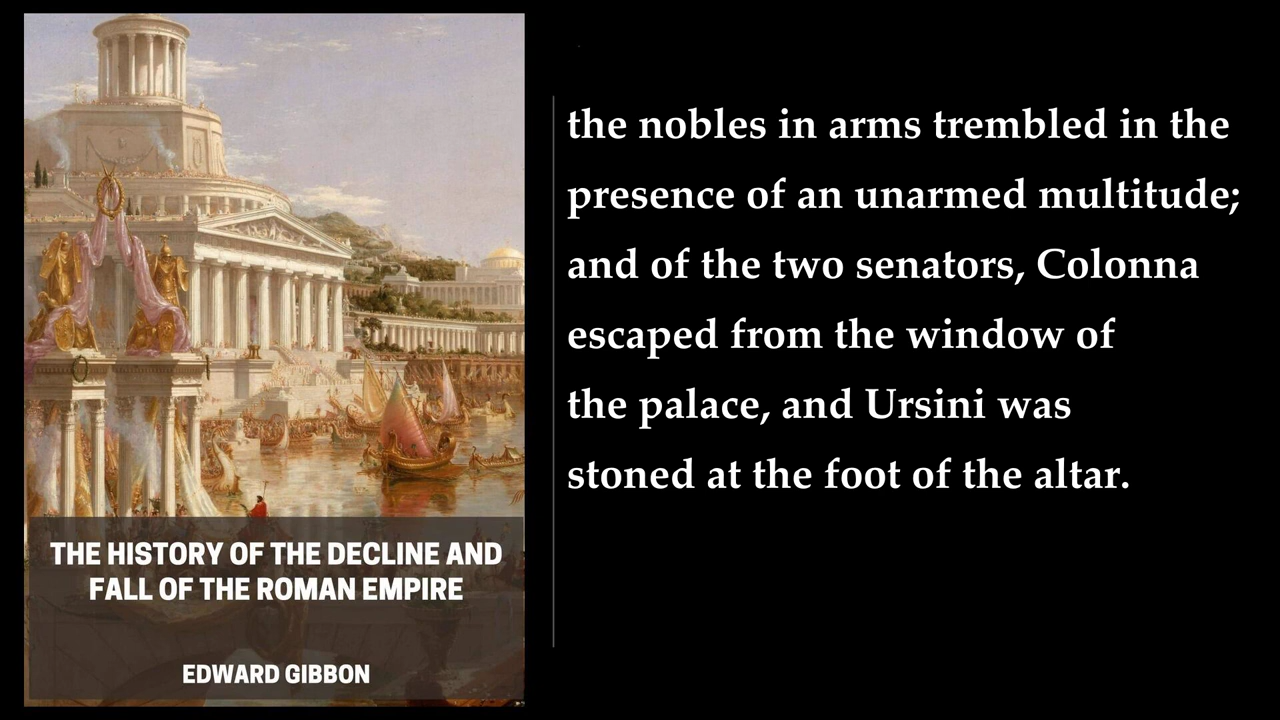 THE HISTORY OF THE DECLINE AND
FALL OF THE ROMAN EMPIRE
EDWARD GIBBON
the nobles in arms trembled in the
presence of an unarmed multitude;
and of the two senators, Colonna
escaped from the window of
the palace, and Ursini was
stoned at the foot of the altar.